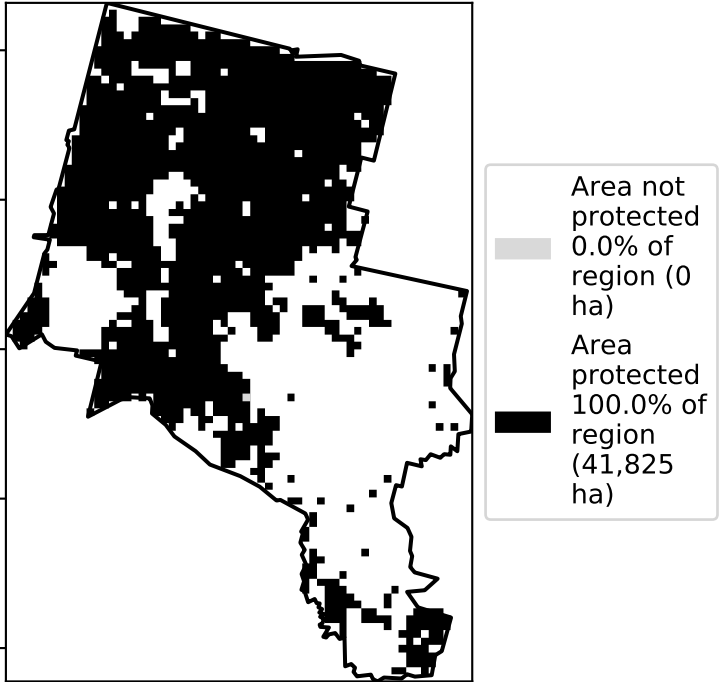 Area not
protected
0.0% of
region (0
ha)
Area
protected
100.0% of
region
(41,825
ha)